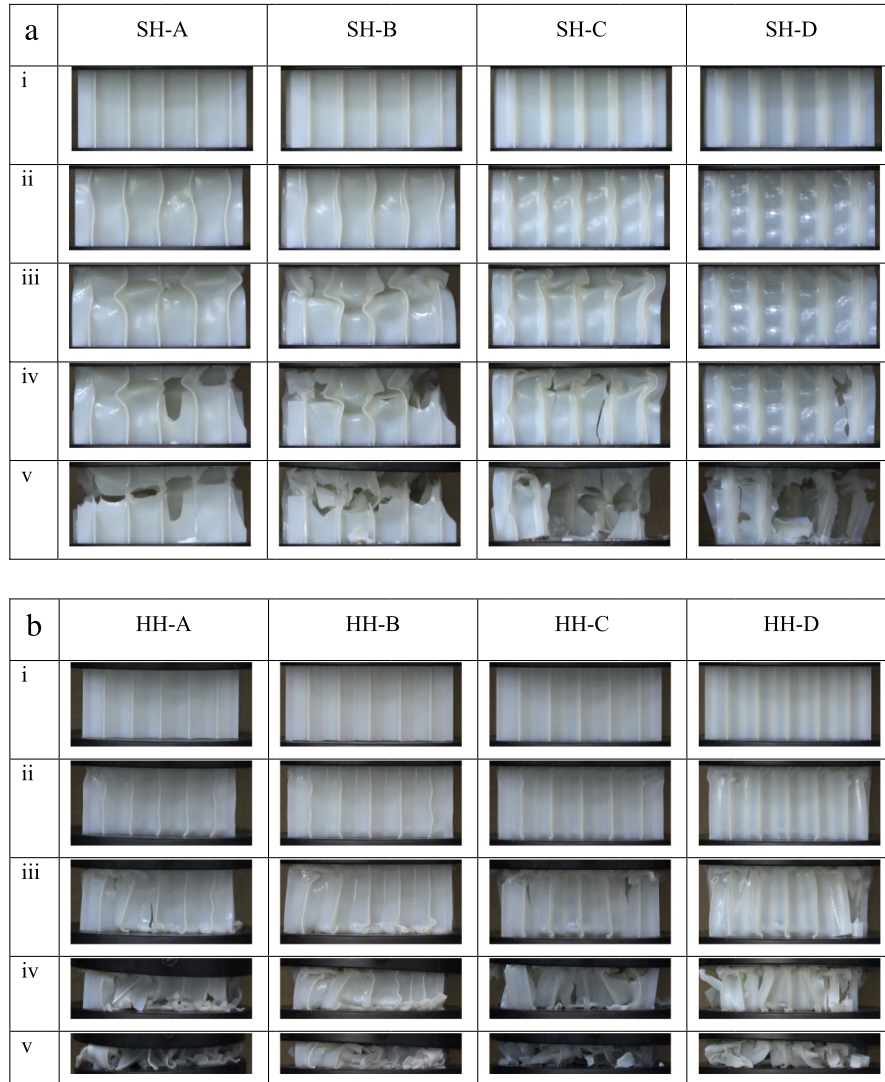 a SH-A SH-B SH-C SH-D
i
ii
iii
iv
v
b HH-A HH-B HH-C HH-D
i
ii
iii
iv
v